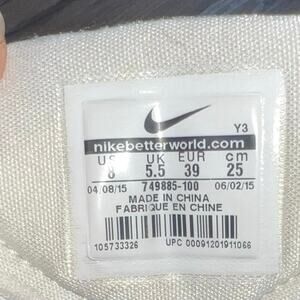 Y3
nikebetterworld.com
US UK EUR cm
8 5.5 39 25
04/08/15 749885-100 06/02/15
MADE IN CHINA
FABRIQUE EN CHINE
105733326 UPC 00091201911066